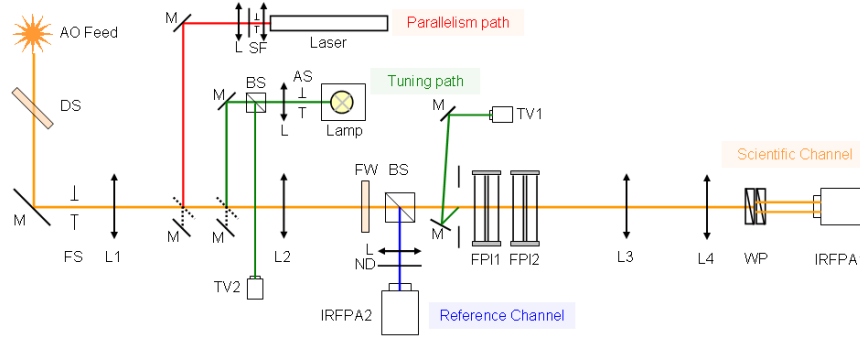 AO Feed
M
L
SF
Laser
Parallelism path
DS
M
BS
AS
L
Lamp
Tuning path
M
TV1
Scientific Channel
M
FS
L1
M
M
L2
FW
BS
M
FPI1
FPI2
L3
L4
WP
IRFPA1
L
ND
TV2
IRFPA2
Reference Channel